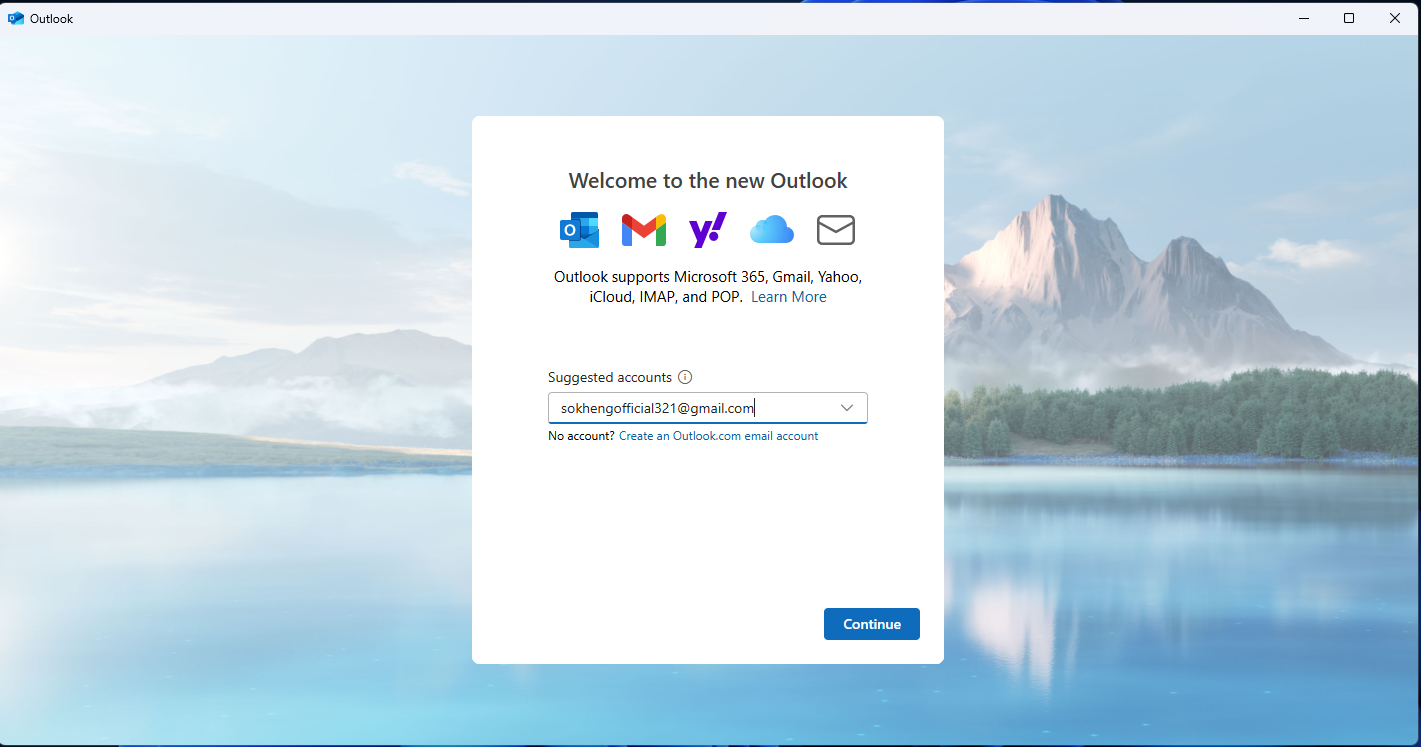 Outlook
Welcome to the new Outlook
Outlook supports Microsoft 365, Gmail, Yahoo,
iCloud, IMAP, and POP. Learn More
Suggested accounts
sokhengofficial321@gmail.com
No account? Create an Outlook.com email account
Continue